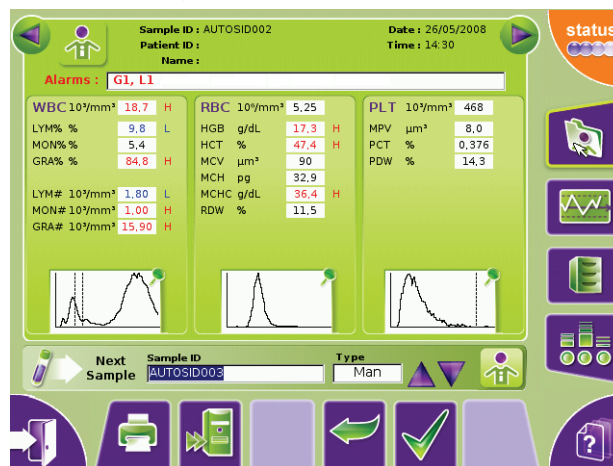 Sample ID : AUTOSID002 Date : 26/05/2008
Patient ID : Time : 14:30
Name :
status
Alarms : G1, L1
WBC 10³/mm³ 18,7 H
LYM% % 9,8 L
MON% % 5,4
GRA% % 84,8 H
LYM# 10³/mm³ 1,80 L
MON# 10³/mm³ 1,00 H
GRA# 10³/mm³ 15,90 H
RBC 10⁶/mm³ 5,25
HGB g/dL 17,3 H
HCT % 47,4 H
MCV µm³ 90
MCH pg 32,9
MCHC g/dL 36,4 H
RDW % 11,5
PLT 10³/mm³ 468
MPV µm³ 8,0
PCT % 0,376
PDW % 14,3
Next Sample
Sample ID
AUTOSID003
Type
Man
?